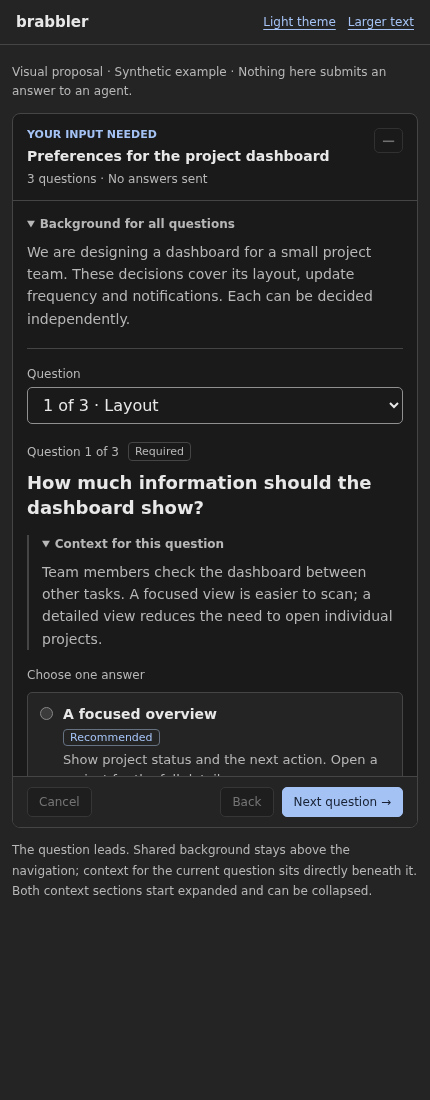 brabbler
Light theme
Larger text
Visual proposal · Synthetic example · Nothing here submits an
answer to an agent.
YOUR INPUT NEEDED
Preferences for the project dashboard
3 questions · No answers sent
—
▼ Background for all questions
We are designing a dashboard for a small project
team. These decisions cover its layout, update
frequency and notifications. Each can be decided
independently.
Question
1 of 3 · Layout
Question 1 of 3
Required
How much information should the
dashboard show?
▼ Context for this question
Team members check the dashboard between
other tasks. A focused view is easier to scan; a
detailed view reduces the need to open individual
projects.
Choose one answer
A focused overview
Recommended
Show project status and the next action. Open a
Cancel
Back
Next question →
The question leads. Shared background stays above the
navigation; context for the current question sits directly beneath it.
Both context sections start expanded and can be collapsed.